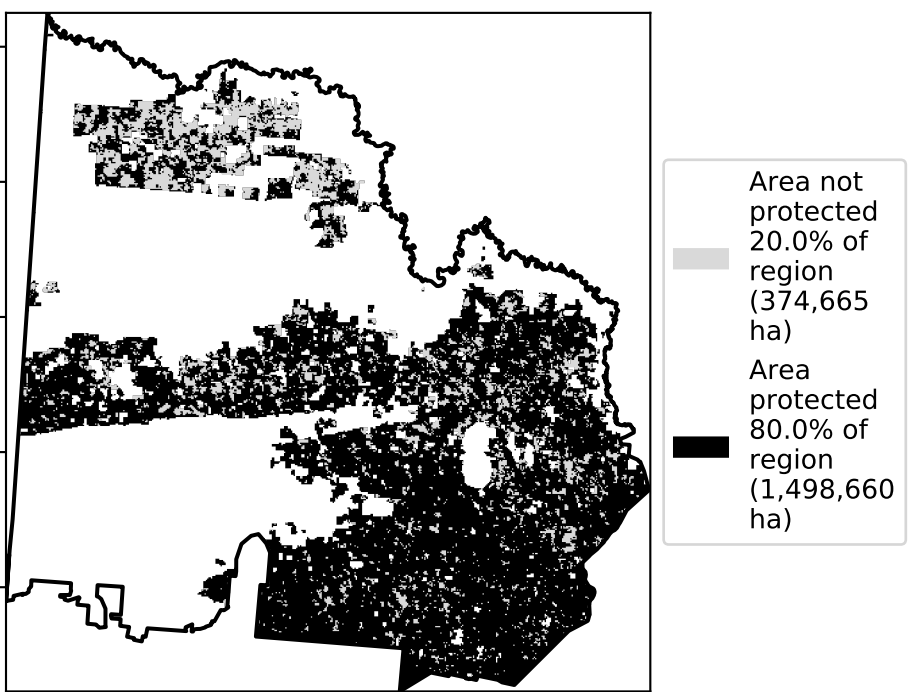 Area not
protected
20.0% of
region
(374,665
ha)
Area
protected
80.0% of
region
(1,498,660
ha)